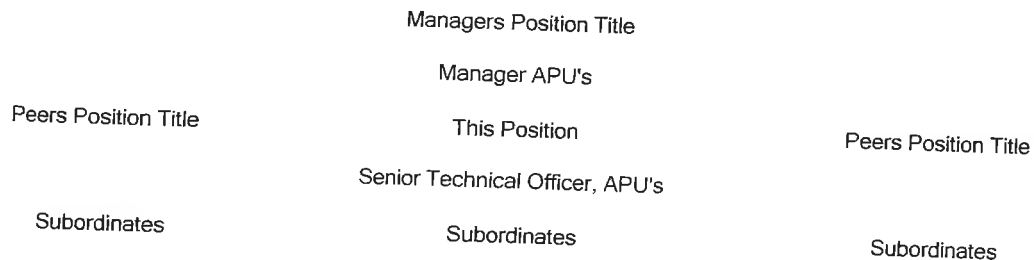 Managers Position Title
Manager APU's
Peers Position Title This Position Peers Position Title
Senior Technical Officer, APU's
Subordinates Subordinates Subordinates